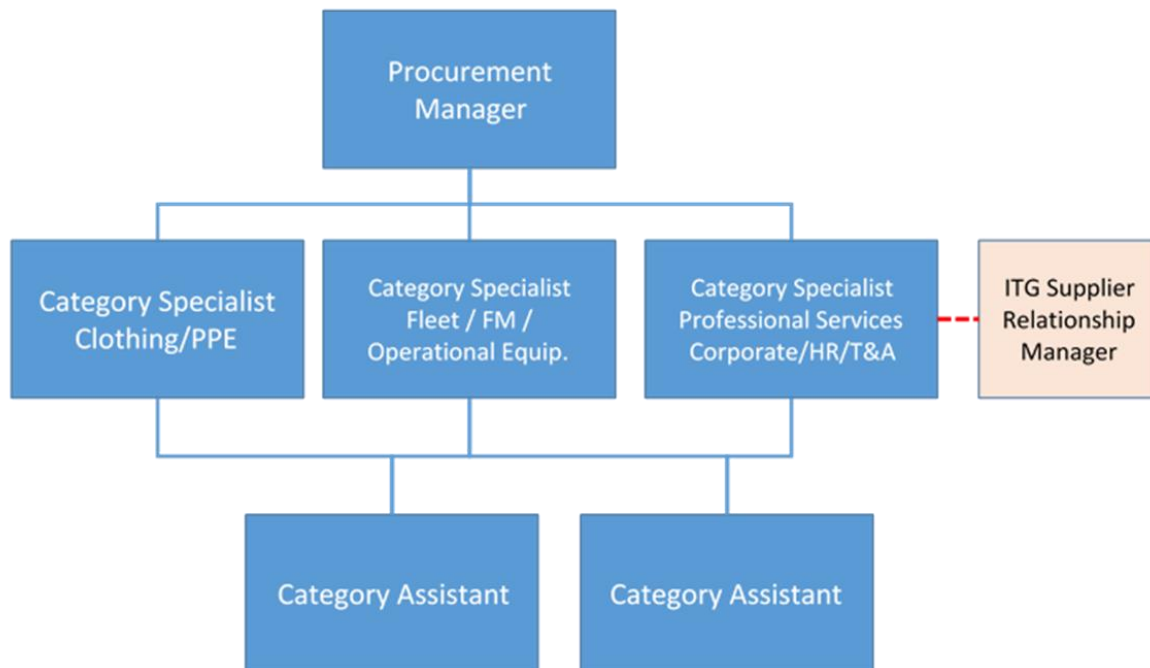 Procurement
Manager
Category Specialist
Clothing/PPE
Category Specialist
Fleet / FM /
Operational Equip.
Category Specialist
Professional Services
Corporate/HR/T&A
ITG Supplier
Relationship
Manager
Category Assistant
Category Assistant